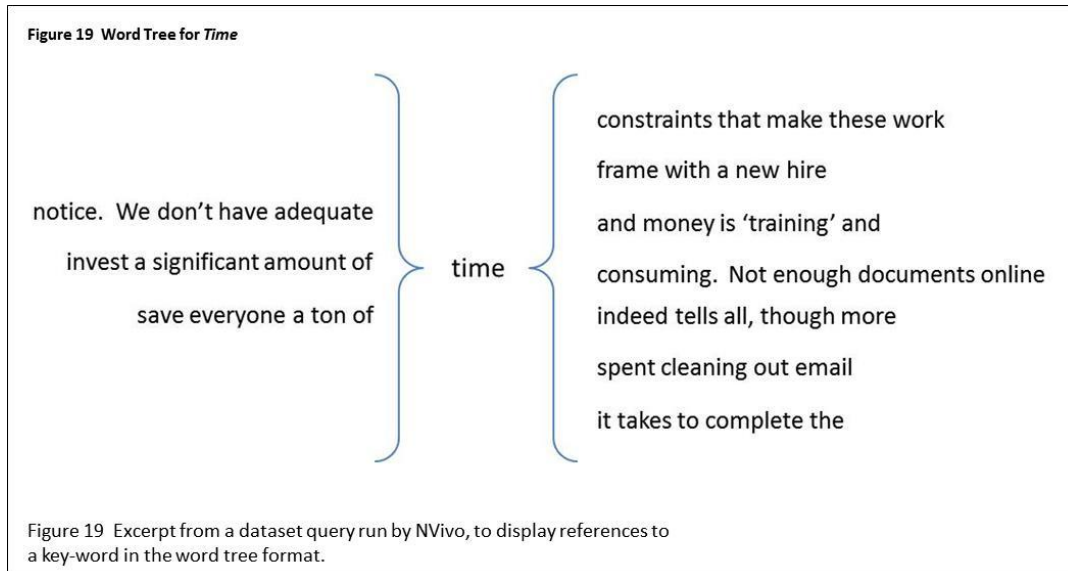 Figure 19 Word Tree for Time
notice. We don't have adequate
invest a significant amount of
save everyone a ton of
time
constraints that make these work
frame with a new hire
and money is 'training' and
consuming. Not enough documents online
indeed tells all, though more
spent cleaning out email
it takes to complete the
Figure 19 Excerpt from a dataset query run by NVivo, to display references to
a key-word in the word tree format.